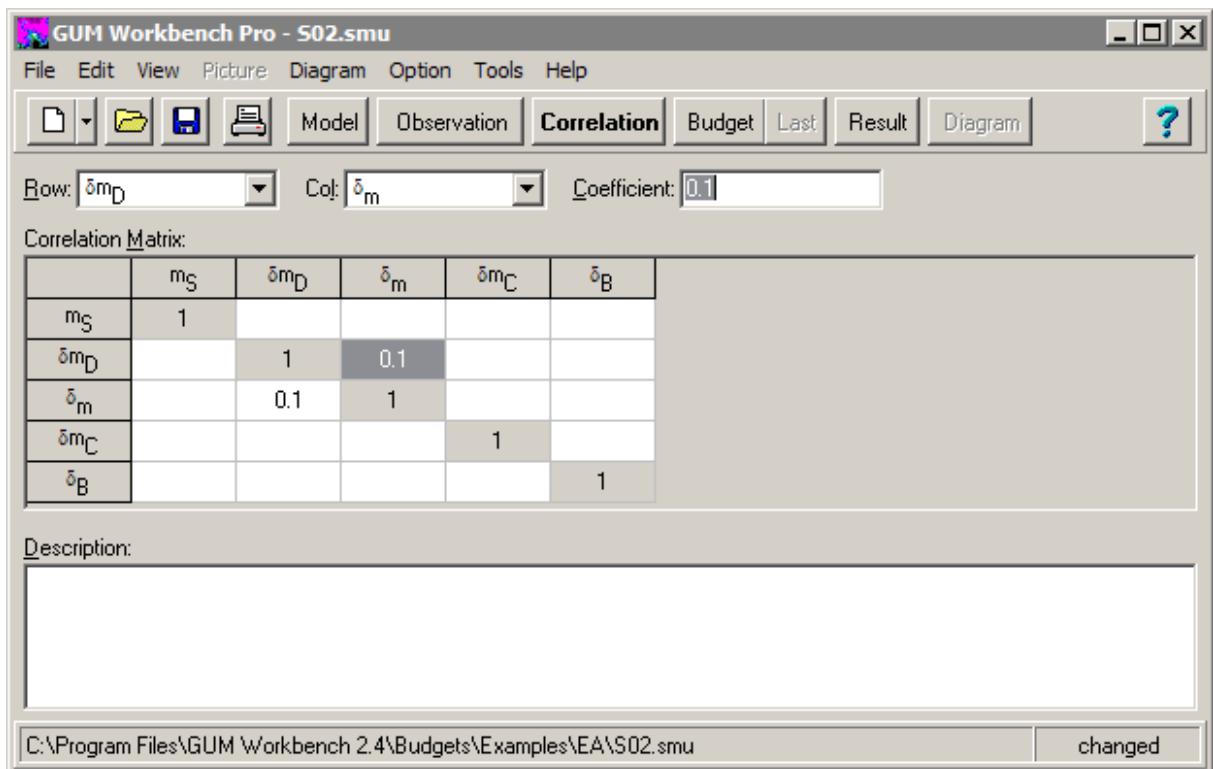 GUM Workbench Pro - S02.smu
File Edit View Picture Diagram Option Tools Help
Model Observation Correlation Budget Last Result Diagram ?
Row: δmD Col: δm Coefficient: 0.1
Correlation Matrix:
mS δmD δm δmC δB
mS 1
δmD 1 0.1
δm 0.1 1
δmC 1
δB 1
Description:
C:\Program Files\GUM Workbench 2.4\Budgets\Examples\EA\S02.smu changed